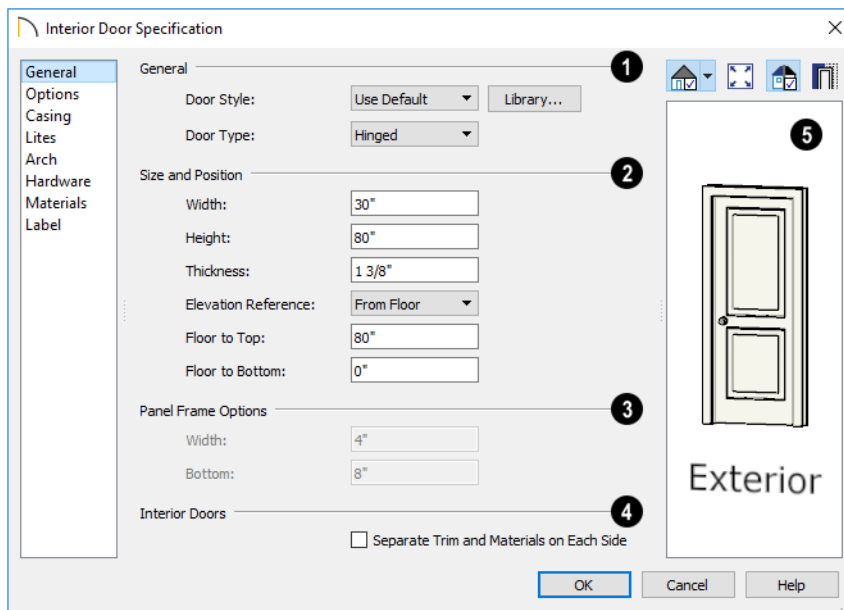 Interior Door Specification
General
Options
Casing
Lites
Arch
Hardware
Materials
Label
General 1
Door Style: Use Default Library...
Door Type: Hinged
Size and Position 2
Width: 30"
Height: 80"
Thickness: 1 3/8"
Elevation Reference: From Floor
Floor to Top: 80"
Floor to Bottom: 0"
Panel Frame Options 3
Width: 4"
Bottom: 8"
Interior Doors 4
Separate Trim and Materials on Each Side
5
Exterior
OK Cancel Help